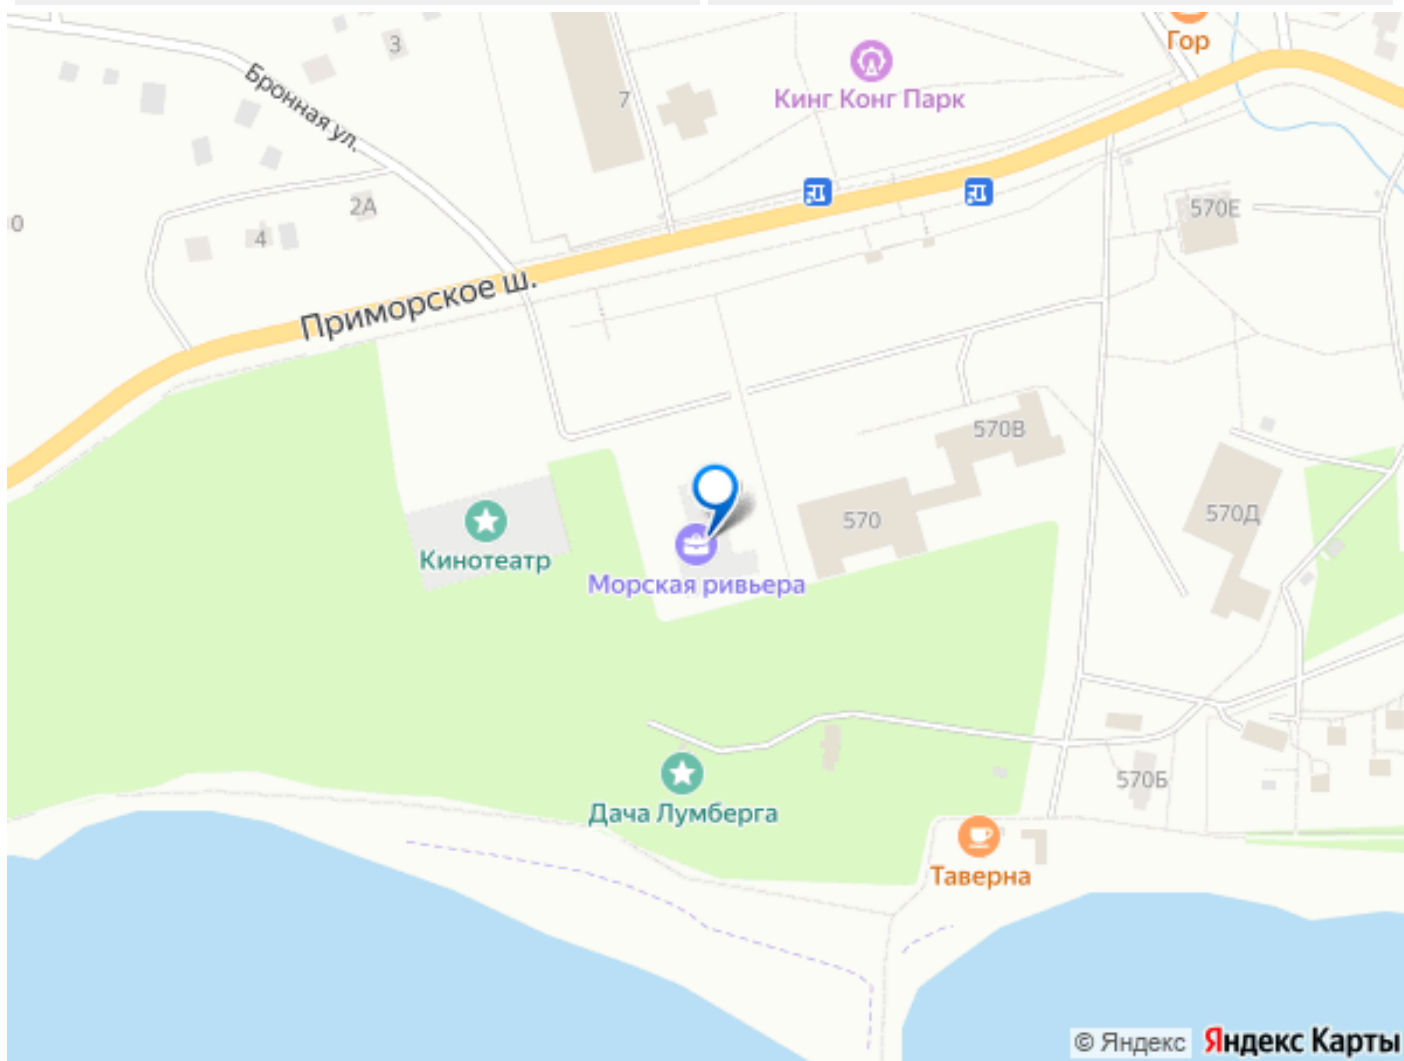 Гор
3
Бронная ул.
7
Кинг Конг Парк
2А
570Е
0
4
Приморское ш.
570В
570
570Д
Кинотеатр
Морская ривьера
570Б
Дача Лумберга
Таверна
© Яндекс Яндекс Карты